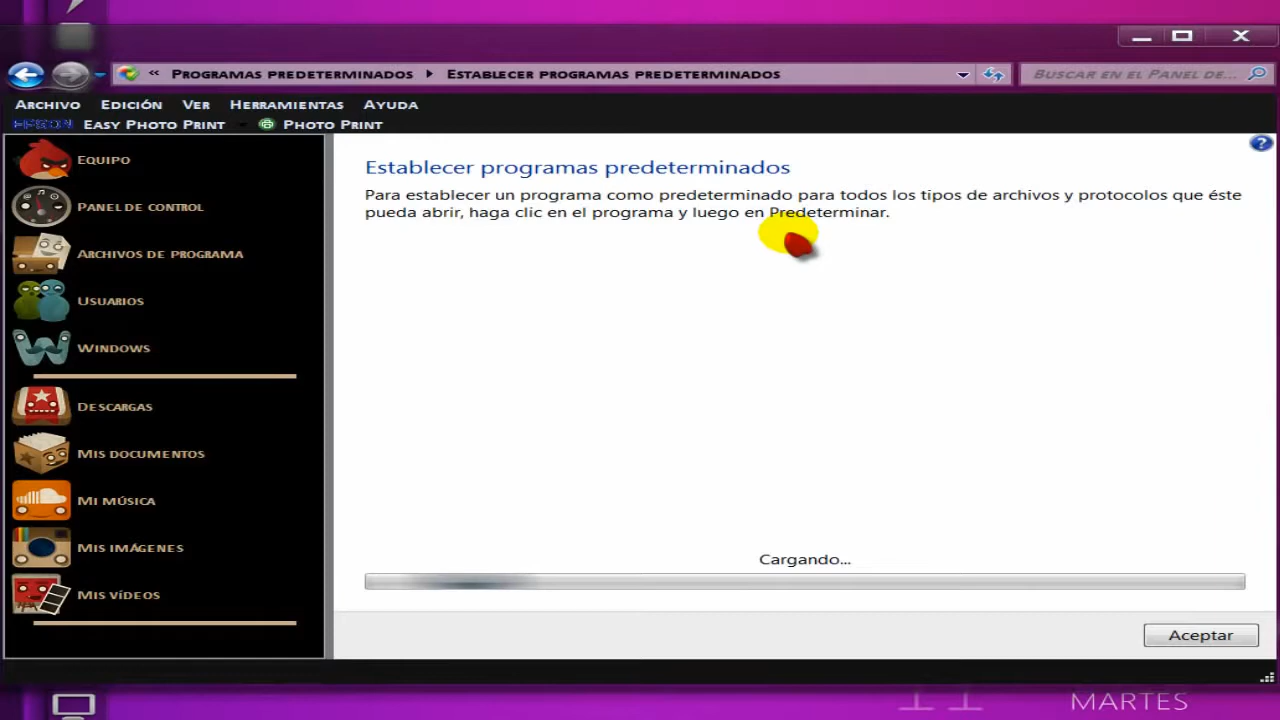 « Programas predeterminados ▸ Establecer programas predeterminados
Buscar en el Panel de...
Archivo Edición Ver Herramientas Ayuda
EPSON Easy Photo Print Photo Print
Equipo
Panel de control
Archivos de programa
Usuarios
Windows
Descargas
Mis documentos
Mi música
Mis imágenes
Mis vídeos
Establecer programas predeterminados
Para establecer un programa como predeterminado para todos los tipos de archivos y protocolos que éste
pueda abrir, haga clic en el programa y luego en Predeterminar.
Cargando...
Aceptar
MARTES